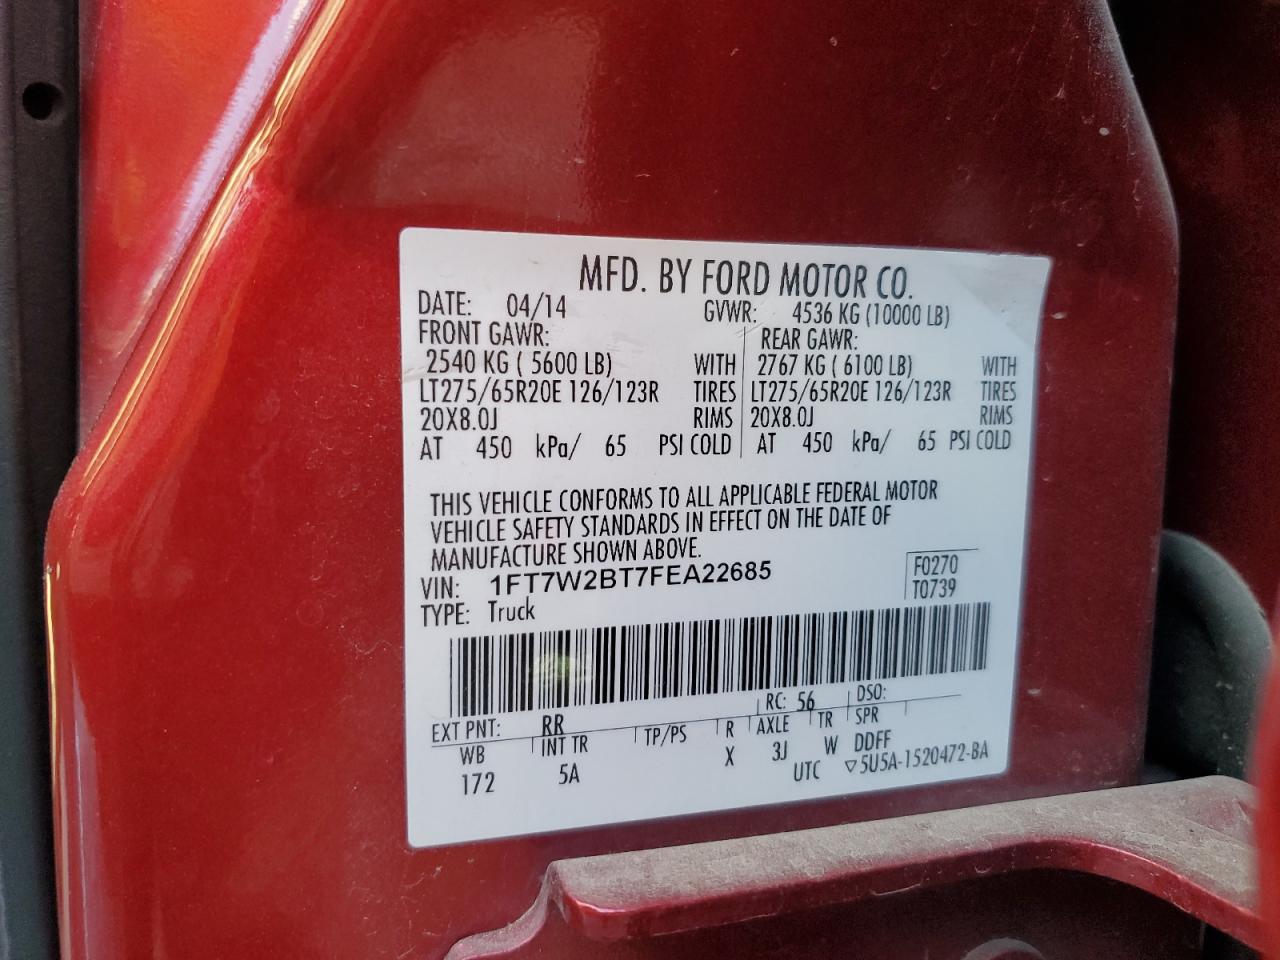 MFD. BY FORD MOTOR CO.
DATE: 04/14 GVWR: 4536 KG (10000 LB)
FRONT GAWR: REAR GAWR:
2540 KG ( 5600 LB) WITH 2767 KG ( 6100 LB) WITH
LT275/65R20E 126/123R TIRES LT275/65R20E 126/123R TIRES
20X8.0J RIMS 20X8.0J RIMS
AT 450 kPa/ 65 PSI COLD AT 450 kPa/ 65 PSI COLD
THIS VEHICLE CONFORMS TO ALL APPLICABLE FEDERAL MOTOR
VEHICLE SAFETY STANDARDS IN EFFECT ON THE DATE OF
MANUFACTURE SHOWN ABOVE.
VIN: 1FT7W2BT7FEA22685 F0270
TYPE: Truck T0739
EXT PNT: RR RC: 56 DSO:
WB INT TR TP/PS R AXLE TR SPR
172 5A X 3J W DDFF
UTC ▽5U5A-1520472-BA